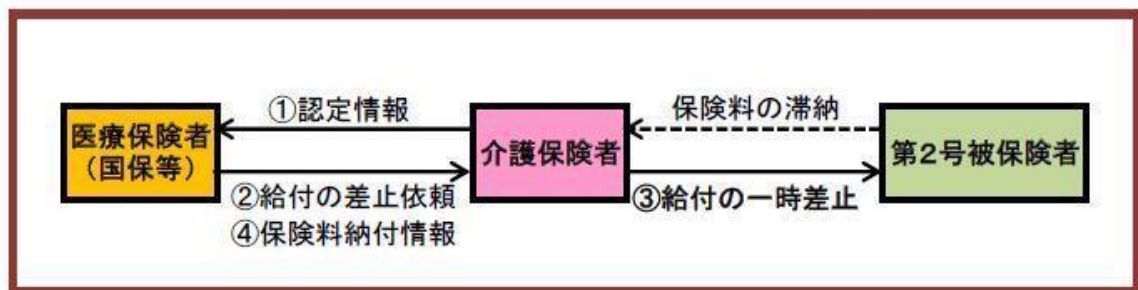 ①認定情報
保険料の滞納
医療保険者
（国保等）
介護保険者
第2号被保険者
②給付の差止依頼
③給付の一時差止
④保険料納付情報